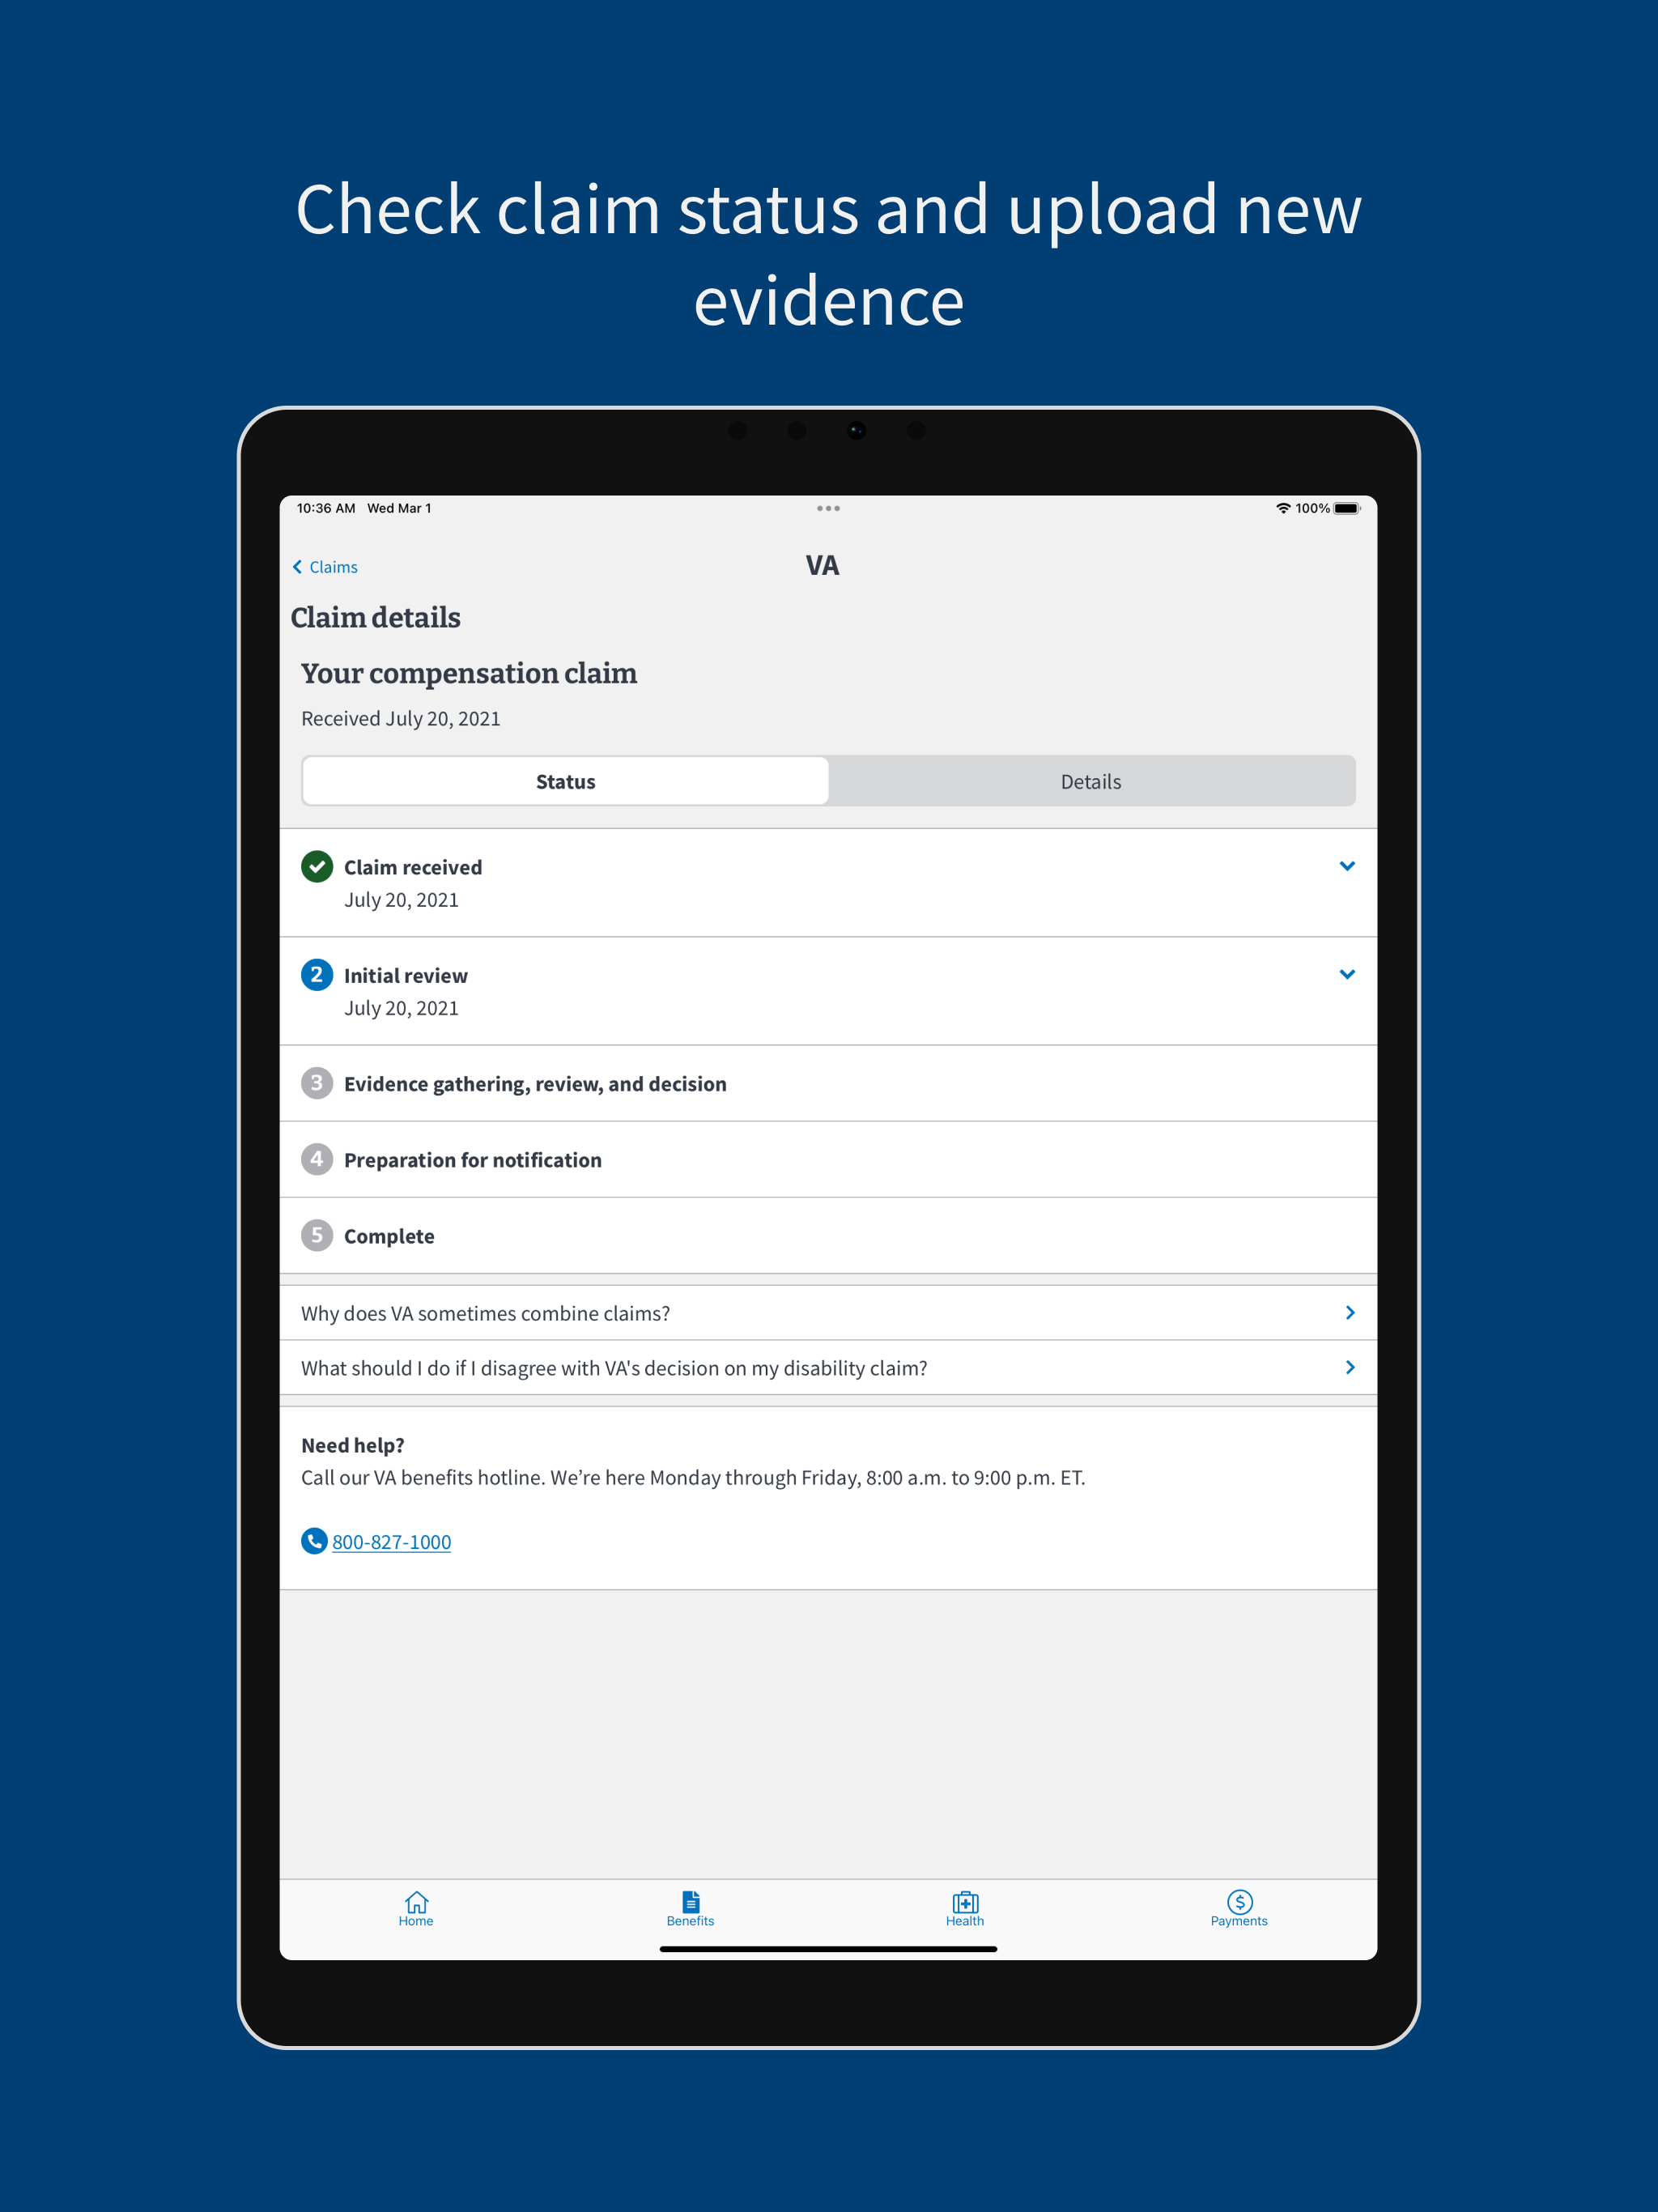 Check claim status and upload new
evidence
10:36 AM Wed Mar 1
100%
Claims
VA
Claim details
Your compensation claim
Received July 20, 2021
Status
Details
Claim received
July 20, 2021
2 Initial review
July 20, 2021
3 Evidence gathering, review, and decision
4 Preparation for notification
5 Complete
Why does VA sometimes combine claims?
What should I do if I disagree with VA's decision on my disability claim?
Need help?
Call our VA benefits hotline. We’re here Monday through Friday, 8:00 a.m. to 9:00 p.m. ET.
800-827-1000
Home
Benefits
Health
Payments